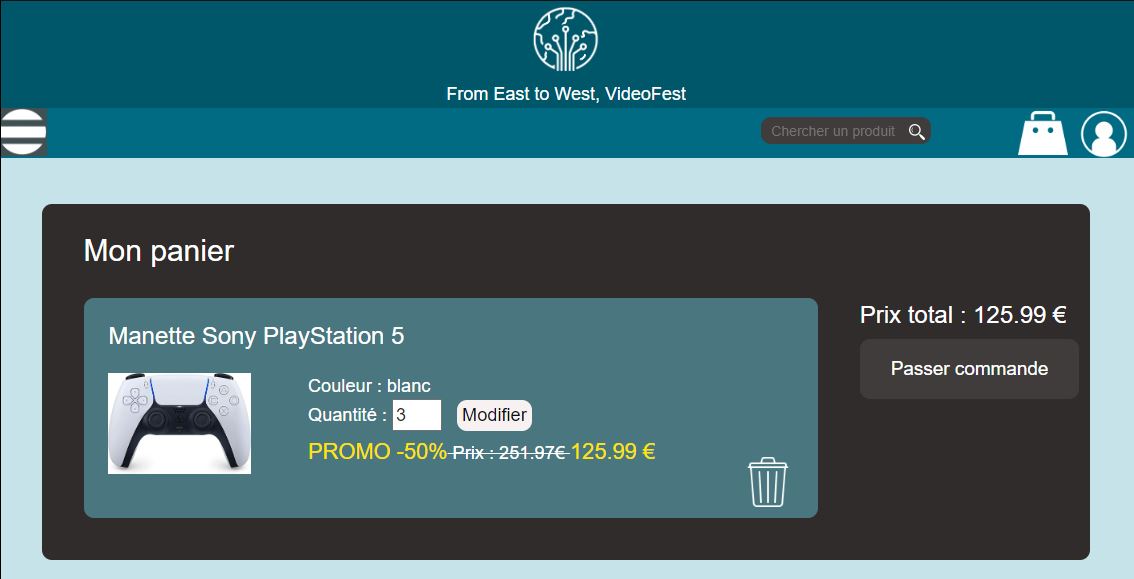 From East to West, VideoFest
Chercher un produit
Mon panier
Manette Sony PlayStation 5
Couleur : blanc
Quantité : 3 Modifier
PROMO -50% Prix : 251.97€ 125.99 €
Prix total : 125.99 €
Passer commande